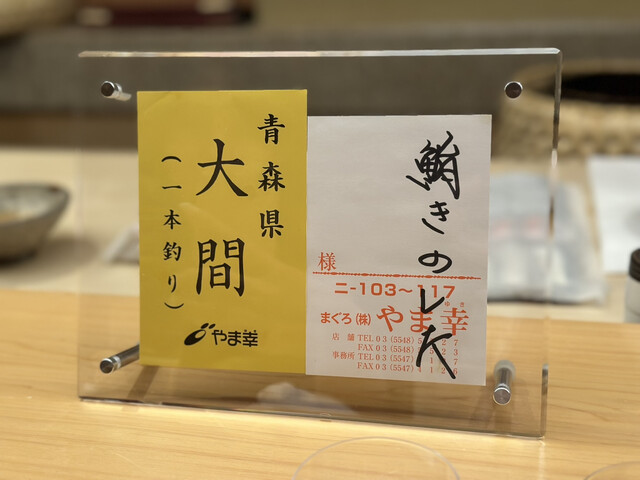 青森県
大間
(一本釣り)
やま幸
鮨きのした
様
ニ-103～117
ゆき
まぐろ(株)やま幸
店舗 TEL 03 (5548)
FAX 03 (5548)
事務所 TEL 03 (5547)
FAX 03 (5547)